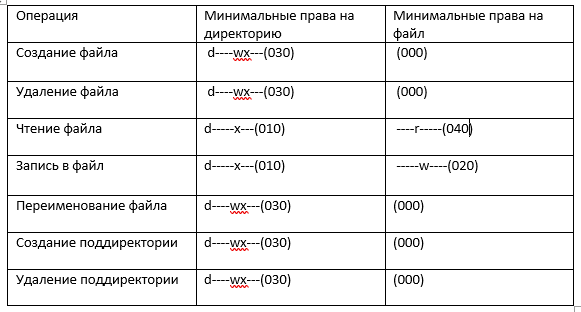 Операция Минимальные права на директорию Минимальные права на файл
Создание файла d----wx---(030) (000)
Удаление файла d----wx---(030) (000)
Чтение файла d-----x---(010) ----r-----(040)
Запись в файл d-----x---(010) -----w----(020)
Переименование файла d----wx---(030) (000)
Создание поддиректории d----wx---(030) (000)
Удаление поддиректории d----wx---(030) (000)